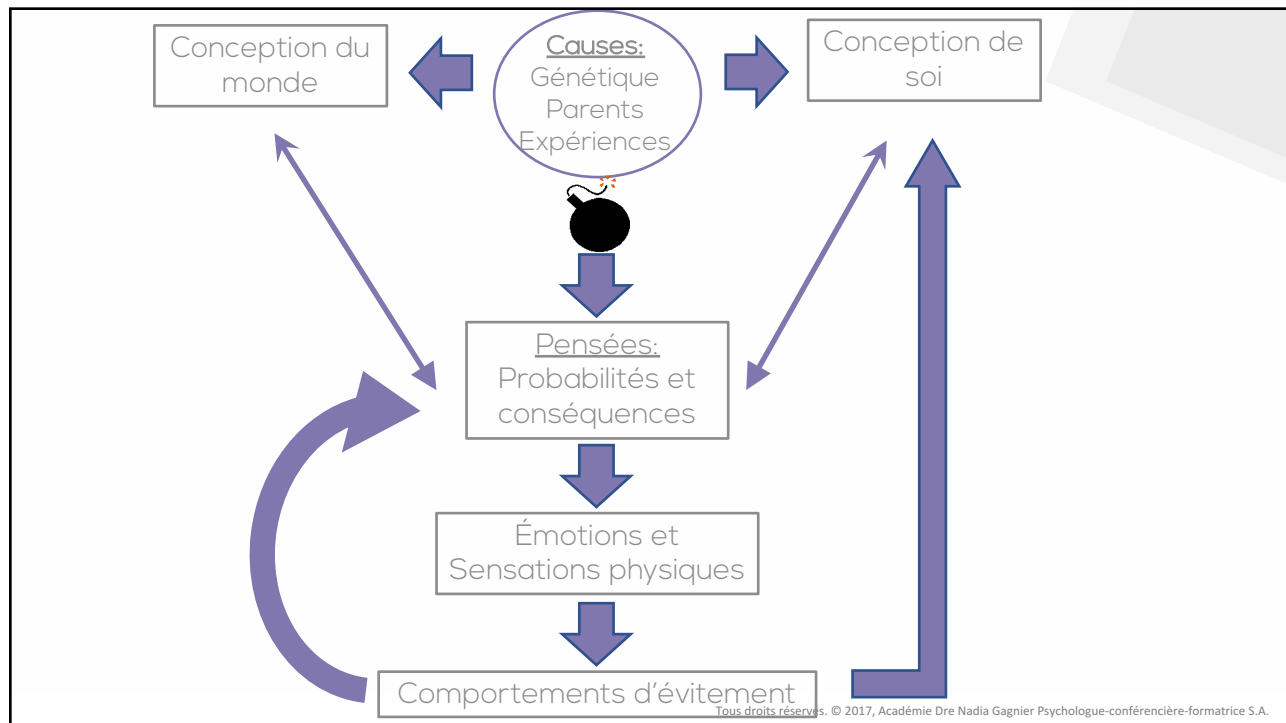 Conception du
monde
Causes:
Génétique
Parents
Expériences
Conception de
soi
Pensées:
Probabilités et
conséquences
Émotions et
Sensations physiques
Comportements d'évitement
Tous droits réservés. © 2017, Académie Dre Nadia Gagnier Psychologue-conférencière-formatrice S.A.